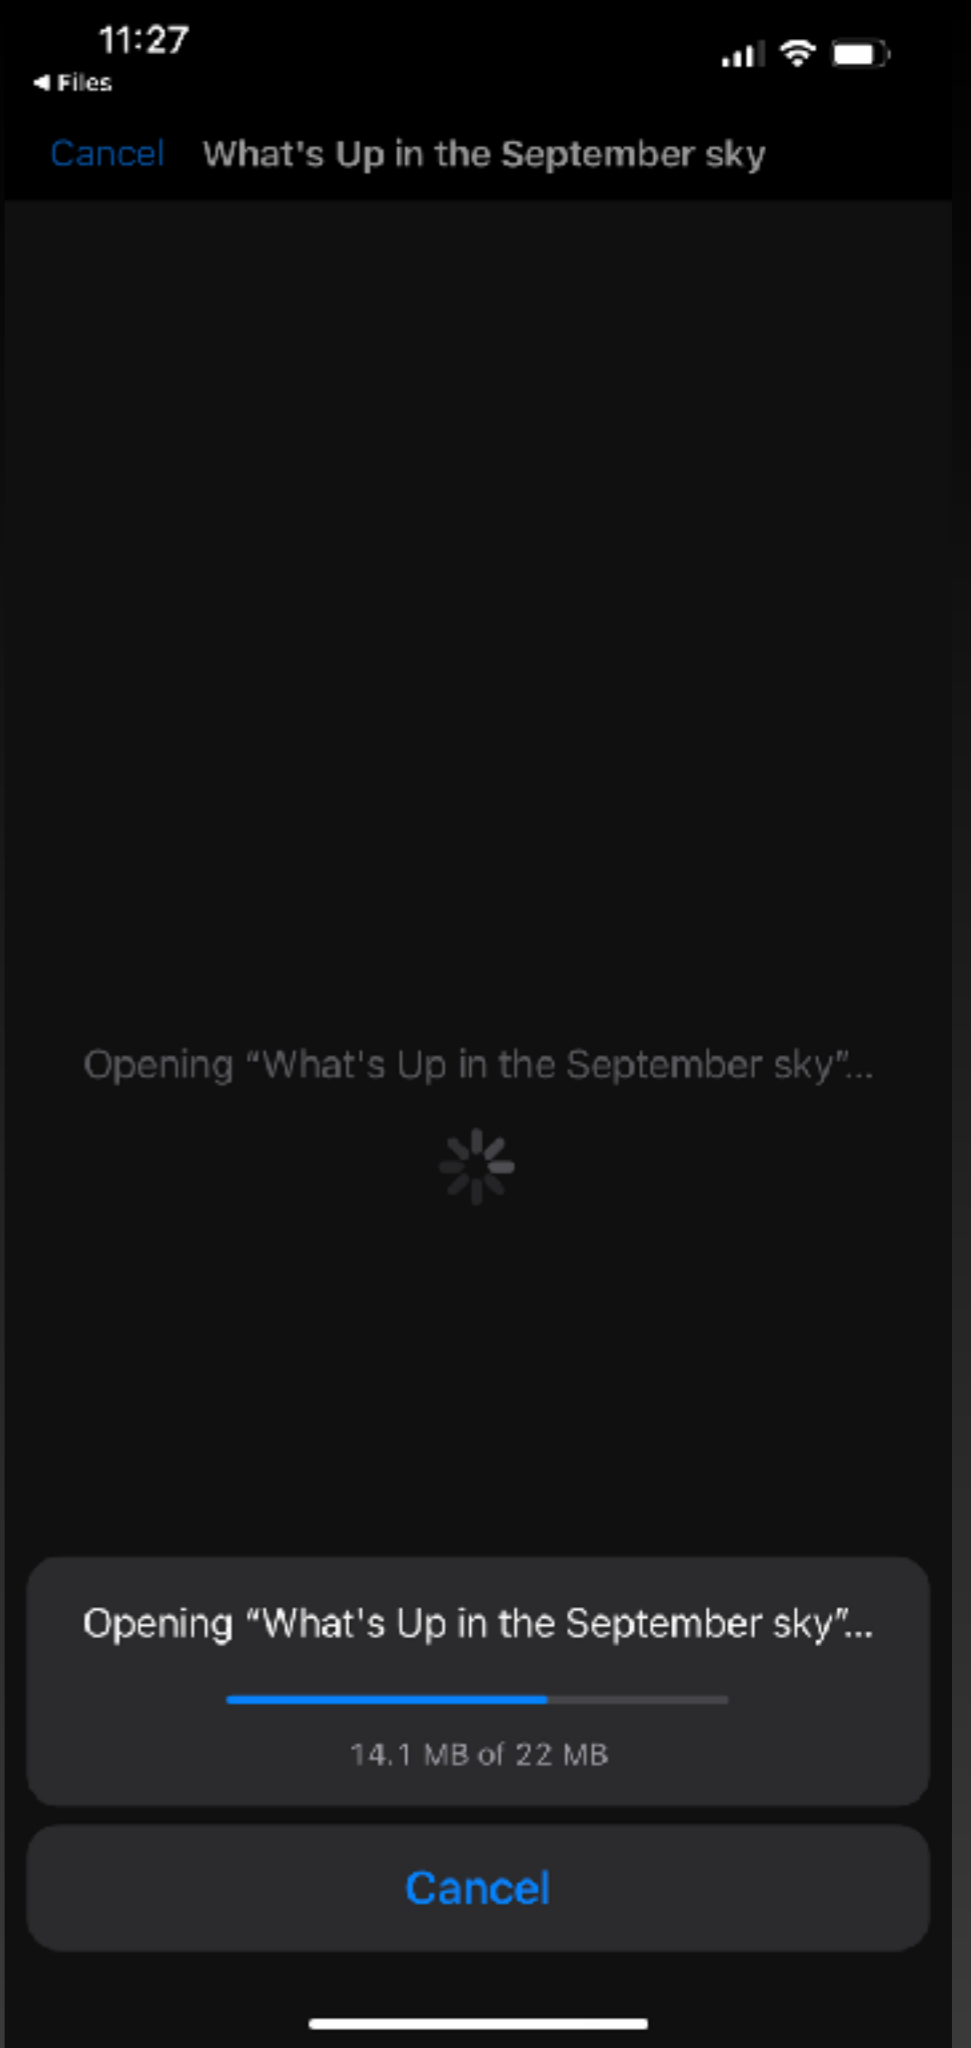 11:27
◀ Files
Cancel What's Up in the September sky
Opening “What's Up in the September sky”...
Opening “What's Up in the September sky”...
14.1 MB of 22 MB
Cancel